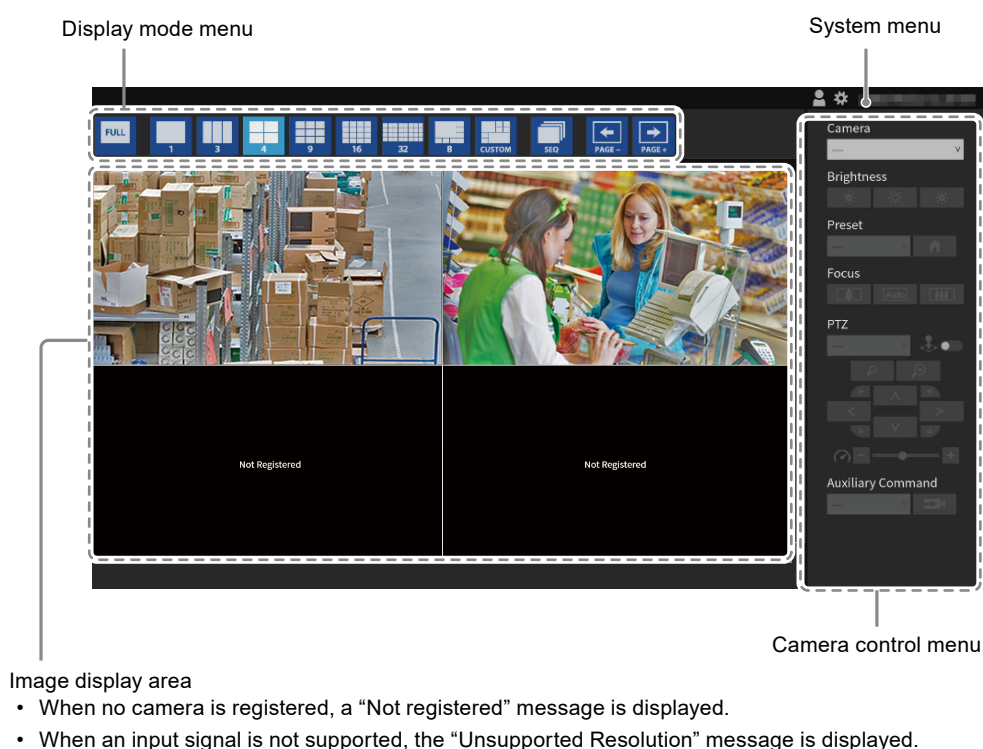 Display mode menu
System menu
FULL
1
3
4
9
16
32
8
CUSTOM
SEQ
PAGE −
PAGE +
Camera
----
Brightness
Preset
----
Focus
Auto
PTZ
----
Not Registered
Not Registered
Auxiliary Command
----
Camera control menu
Image display area
• When no camera is registered, a “Not registered” message is displayed.
• When an input signal is not supported, the “Unsupported Resolution” message is displayed.